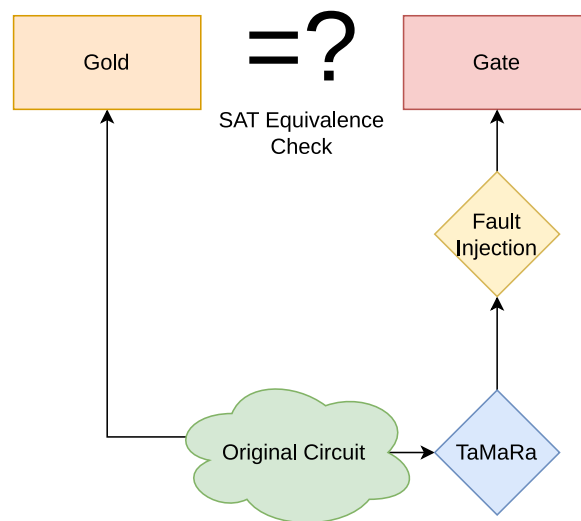 Gold
=?
Gate
SAT Equivalence
Check
Fault
Injection
Original Circuit
TaMaRa